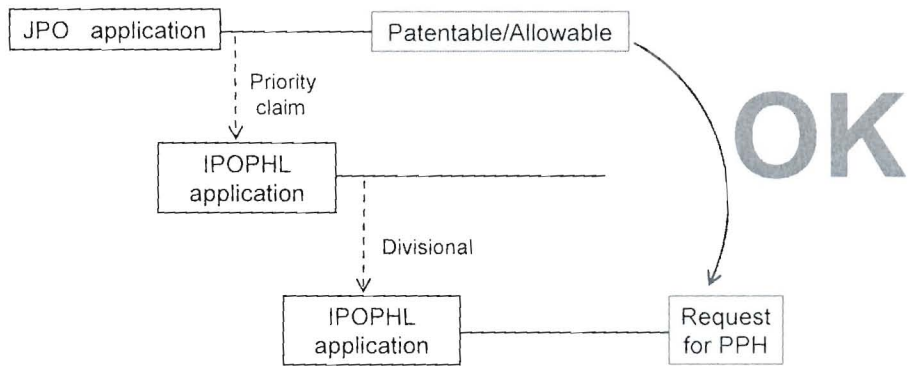 JPO application
Patentable/Allowable
Priority
claim
OK
IPOPHL
application
Divisional
IPOPHL
application
Request
for PPH